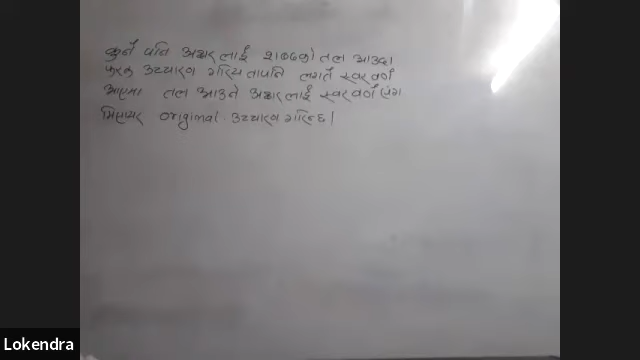 कुनै पनि अक्षरलाई शब्दको तल आउदा
फरक उच्चारण गरिए तापनि लगतै स्वरवर्ण
आएमा तल आउने अक्षरलाई स्वरवर्ण संग
मिलाएर original उच्चारण गरिन्छ।
Lokendra